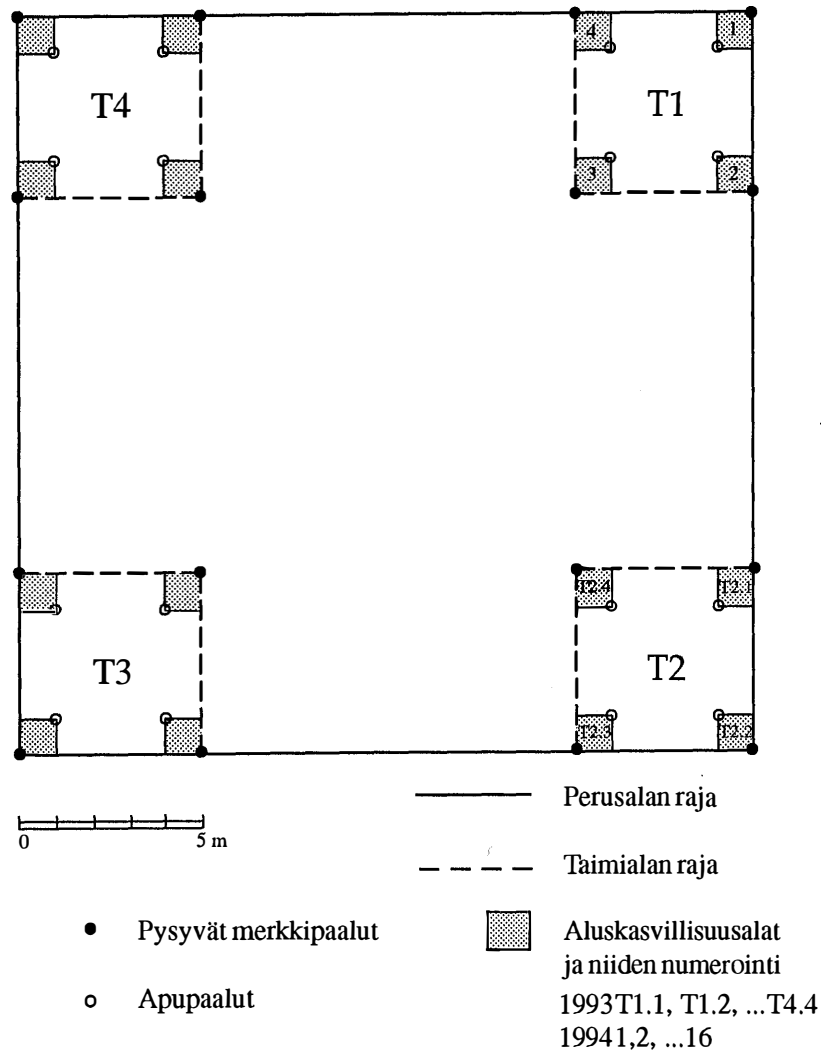 4 1
T4 T1
3 2
T2.4 T2.1
T3 T2
T2.3 T2.2
0 5 m
Perusalan raja
Taimialan raja
Pysyvät merkkipaalut
Aluskasvillisuusalat
ja niiden numerointi
Apupaalut
1993T1.1, T1.2, ...T4.4
19941,2, ...16